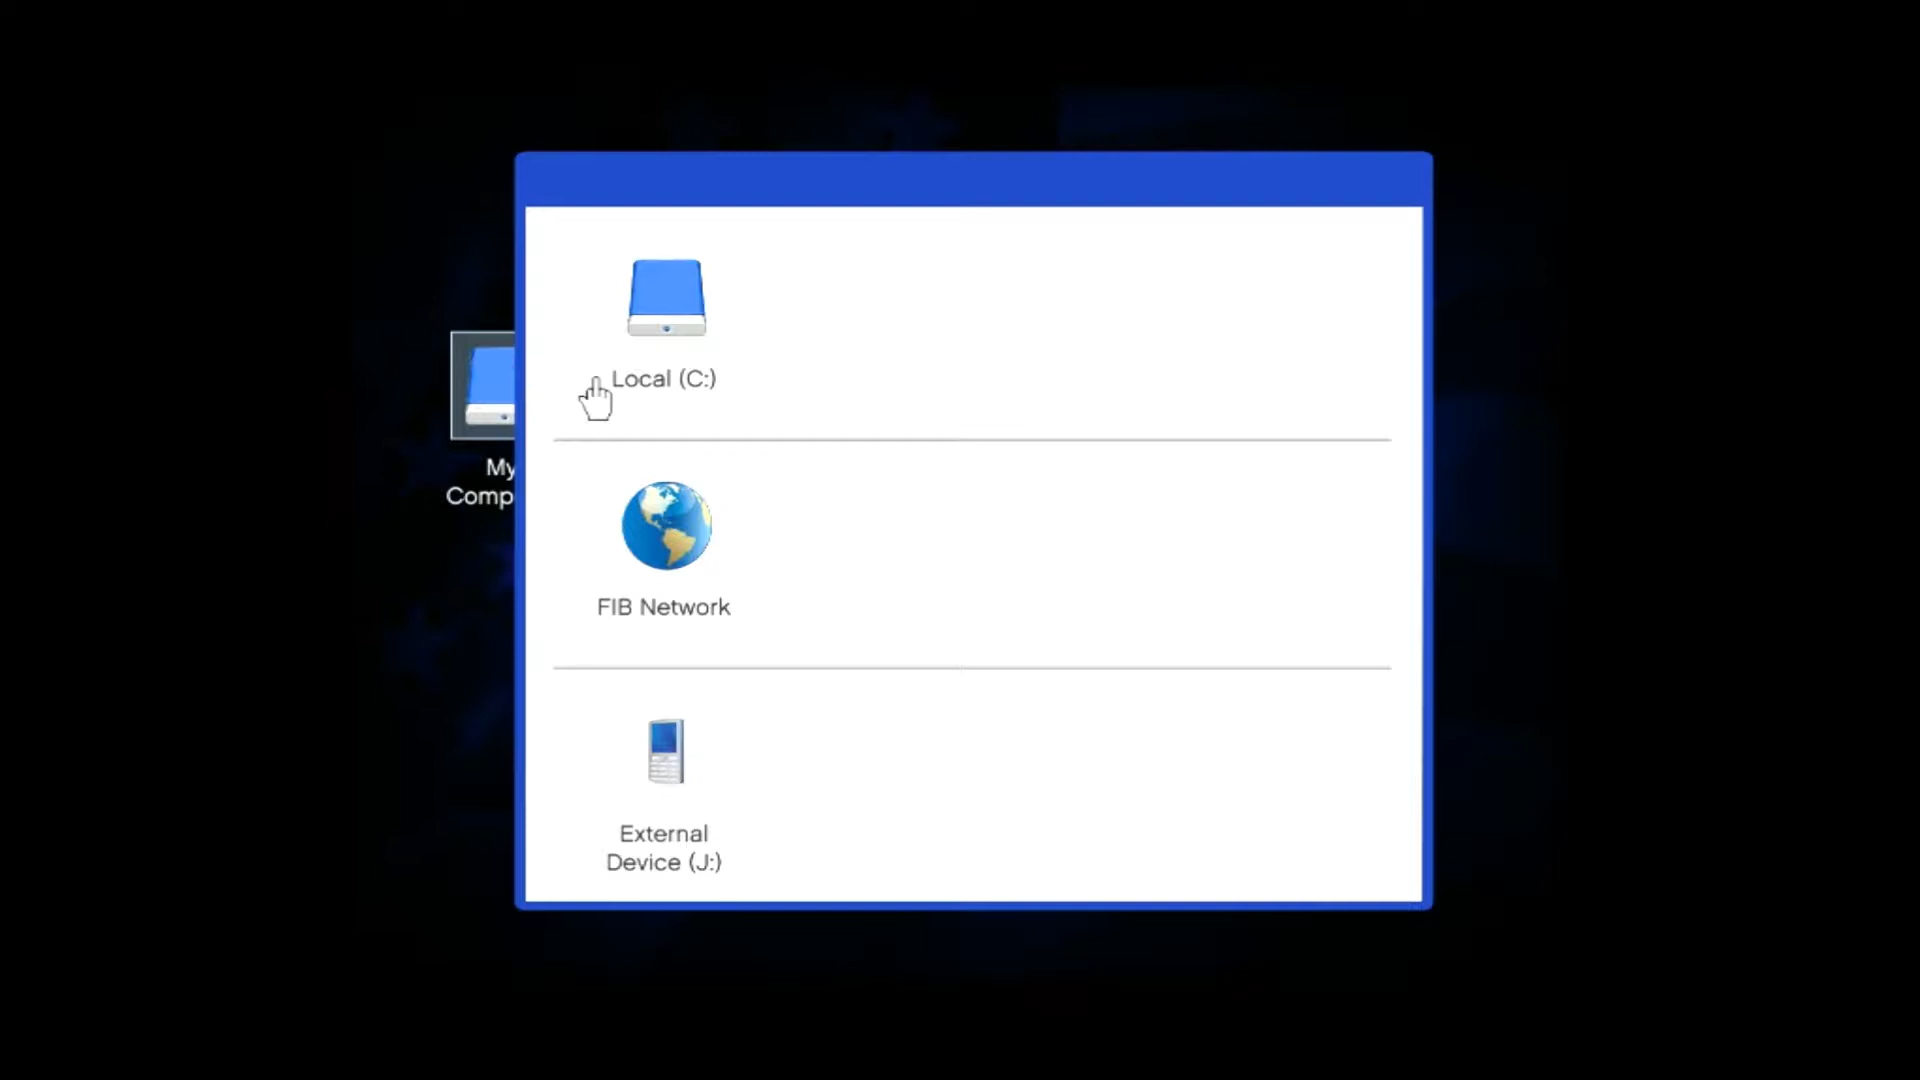 Local (C:)
My
Comp
FIB Network
External
Device (J:)